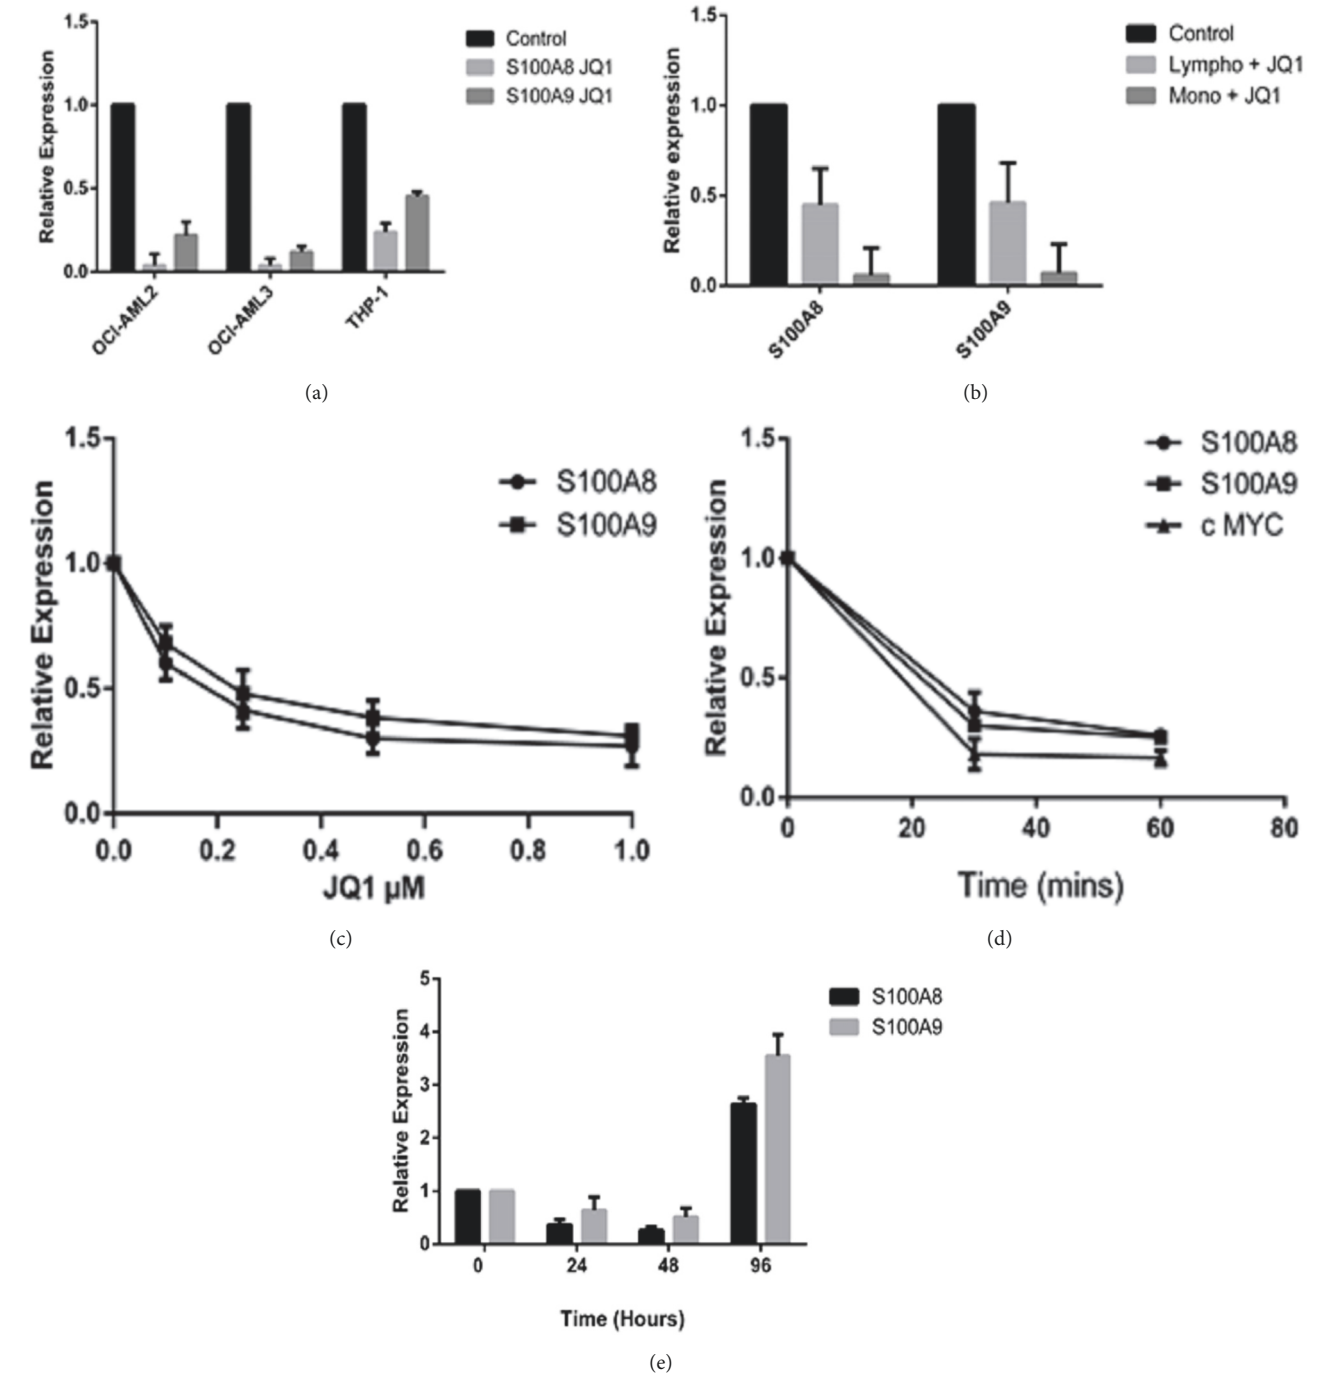 1.5
1.0
0.5
0.0
Relative Expression
Control
S100A8 JQ1
S100A9 JQ1
OCI-AML2
OCI-AML3
THP-1
(a)
1.5
1.0
0.5
0.0
Relative expression
Control
Lympho + JQ1
Mono + JQ1
S100A8
S100A9
(b)
1.5
1.0
0.5
0.0
Relative Expression
S100A8
S100A9
0.0 0.2 0.4 0.6 0.8 1.0
JQ1 µM
(c)
1.5
1.0
0.5
0.0
Relative Expression
S100A8
S100A9
c MYC
0 20 40 60 80
Time (mins)
(d)
5
4
3
2
1
0
Relative Expression
S100A8
S100A9
0 24 48 96
Time (Hours)
(e)